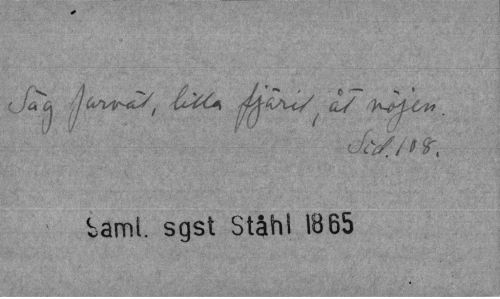 Säg farväl, lilla fjäril, åt nöjen.
Sid. 108.
Saml. sgst Ståhl 1865